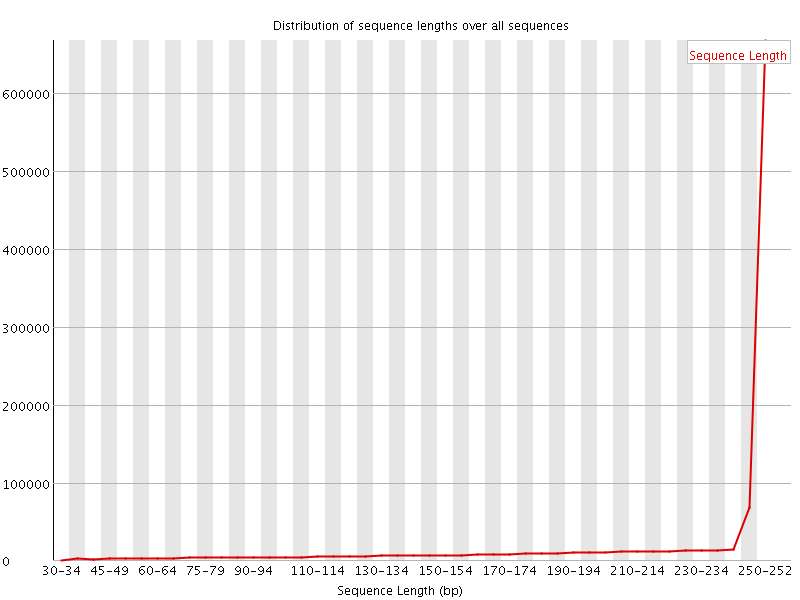 Distribution of sequence lengths over all sequences
Sequence Length
600000
500000
400000
300000
200000
100000
0
30-34 45-49 60-64 75-79 90-94 110-114 130-134 150-154 170-174 190-194 210-214 230-234 250-252
Sequence Length (bp)